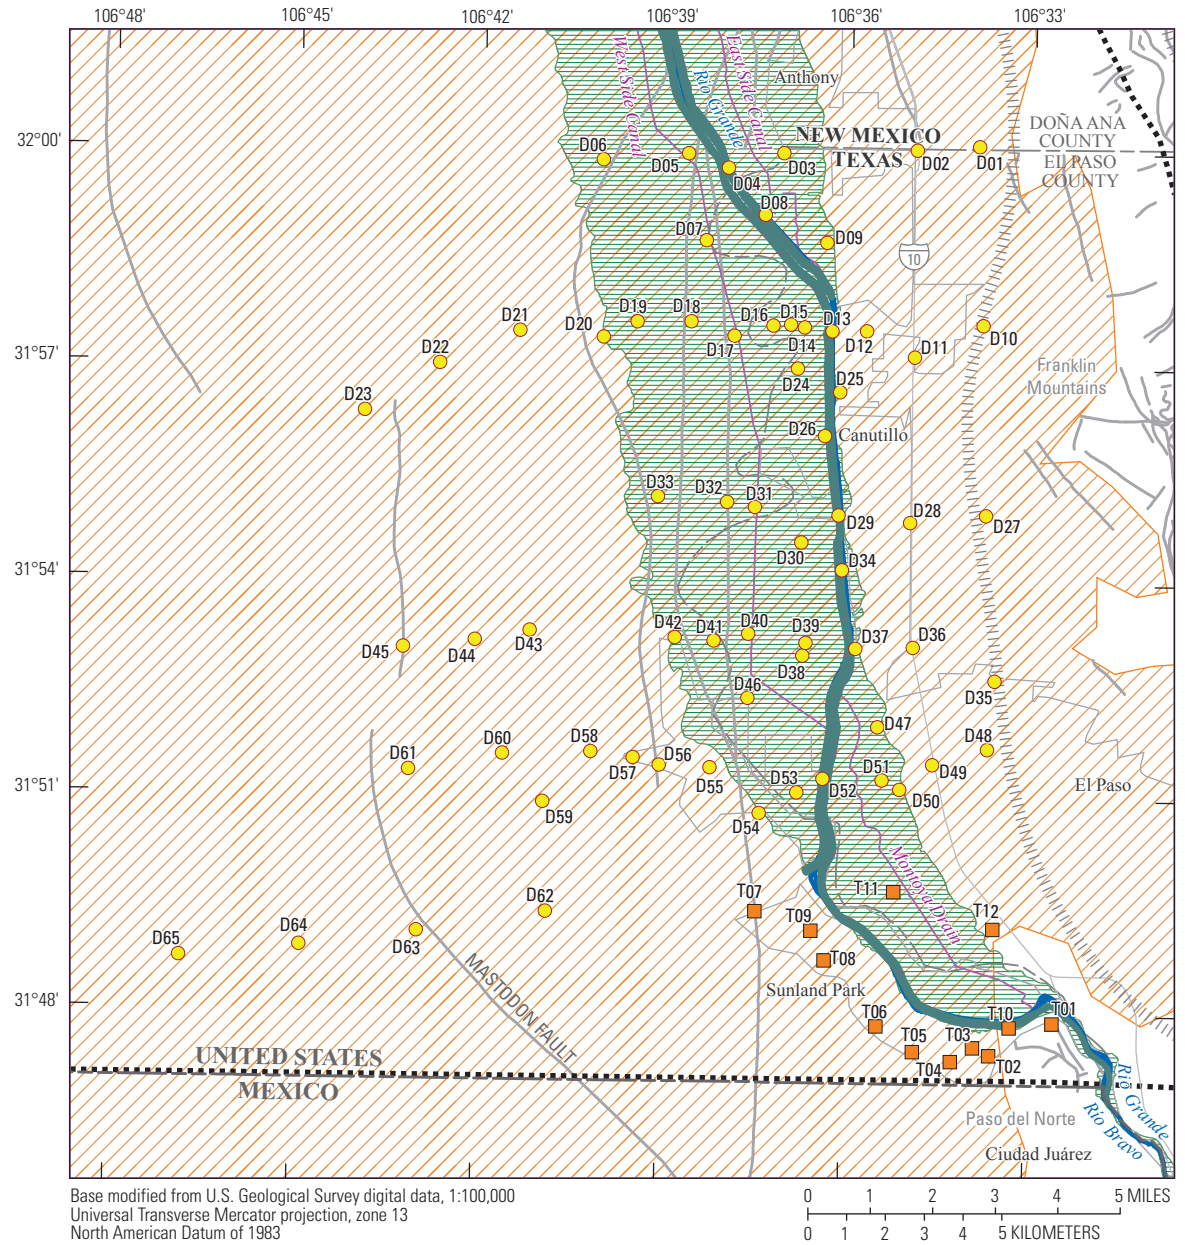 106°48' 106°45' 106°42' 106°39' 106°36' 106°33'
West Side Canal
East Side Canal
Rio Grande
Anthony
32°00'
NEW MEXICO
TEXAS
DOÑA ANA
COUNTY
EL PASO
COUNTY
D06
D05
D04
D03
D02
D01
D08
D07
D09
10
D21
D20
D19
D18
D17
D16
D15
D14
D13
D12
D11
D10
31°57'
D22
D23
D24
D25
D26
Canutillo
Franklin
Mountains
D33
D32
D31
D30
D29
D28
D27
31°54'
D34
D45
D44
D43
D42
D41
D40
D39
D38
D37
D36
D35
D46
D47
D48
D61
D60
D58
D57
D56
D55
D53
D52
D51
D50
D49
31°51'
El Paso
D59
D54
Montoya Drain
D62
T07
T09
T11
T12
D65
D64
D63
T08
MASTODON FAULT
Sunland Park
31°48'
T06
T05
T04
T03
T02
T10
T01
UNITED STATES
MEXICO
Rio Grande
Rio Bravo
Paso del Norte
Ciudad Juárez
Base modified from U.S. Geological Survey digital data, 1:100,000
Universal Transverse Mercator projection, zone 13
North American Datum of 1983
0 1 2 3 4 5 MILES
0 1 2 3 4 5 KILOMETERS